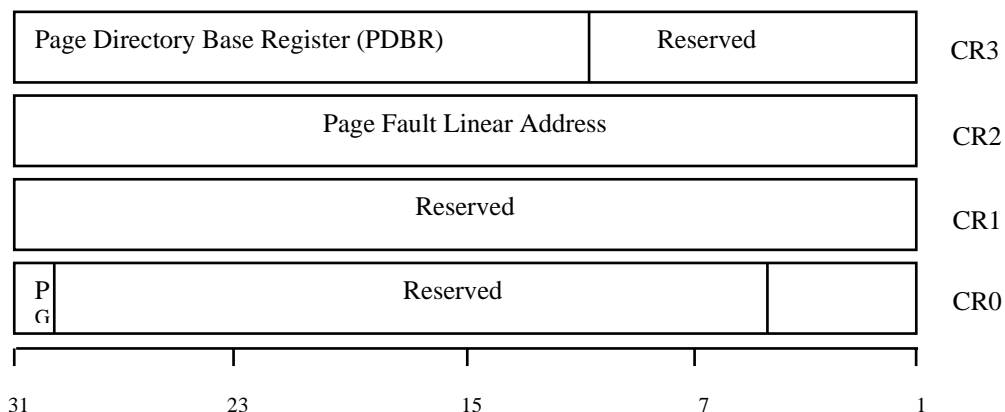 Page Directory Base Register (PDBR) Reserved CR3
Page Fault Linear Address CR2
Reserved CR1
P
G
Reserved CR0
31 23 15 7 1